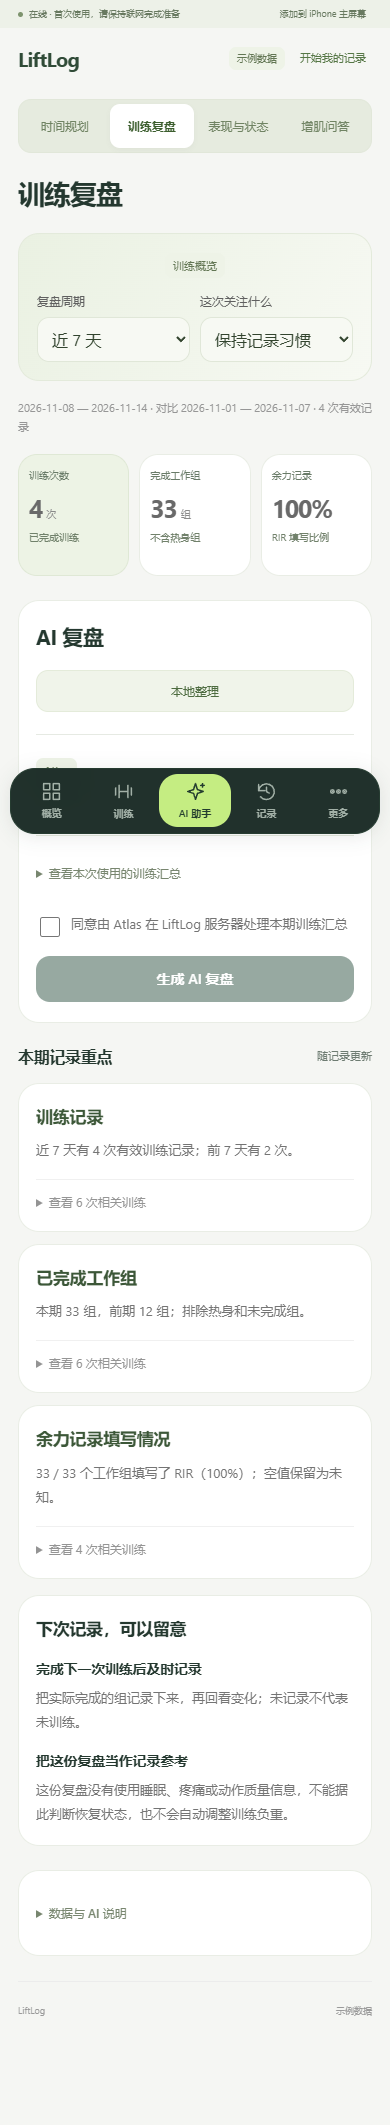 在线 · 首次使用，请保持联网完成准备
添加到 iPhone 主屏幕
LiftLog
示例数据
开始我的记录
时间规划
训练复盘
表现与状态
增肌问答
训练复盘
训练概览
复盘周期
这次关注什么
近 7 天
保持记录习惯
2026-11-08 — 2026-11-14 · 对比 2026-11-01 — 2026-11-07 · 4 次有效记
录
训练次数
完成工作组
余力记录
4 次
33 组
100%
已完成训练
不含热身组
RIR 填写比例
AI 复盘
本地整理
概览
训练
AI 助手
记录
更多
查看本次使用的训练汇总
同意由 Atlas 在 LiftLog 服务器处理本期训练汇总
生成 AI 复盘
本期记录重点
随记录更新
训练记录
近 7 天有 4 次有效训练记录；前 7 天有 2 次。
查看 6 次相关训练
已完成工作组
本期 33 组，前期 12 组；排除热身和未完成组。
查看 6 次相关训练
余力记录填写情况
33 / 33 个工作组填写了 RIR（100%）；空值保留为未
知。
查看 4 次相关训练
下次记录，可以留意
完成下一次训练后及时记录
把实际完成的组记录下来，再回看变化；未记录不代表
未训练。
把这份复盘当作记录参考
这份复盘没有使用睡眠、疼痛或动作质量信息，不能据
此判断恢复状态，也不会自动调整训练负重。
数据与 AI 说明
LiftLog
示例数据